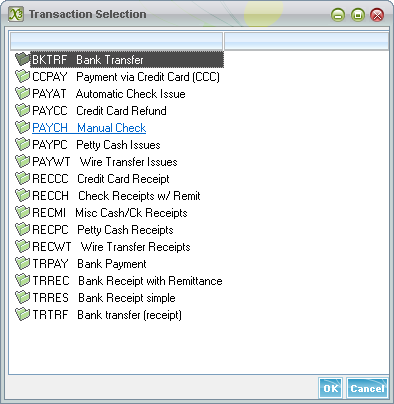 X3 Transaction Selection
BKTRF Bank Transfer
CCPAY Payment via Credit Card (CCC)
PAYAT Automatic Check Issue
PAYCC Credit Card Refund
PAYCH Manual Check
PAYPC Petty Cash Issues
PAYWT Wire Transfer Issues
RECCC Credit Card Receipt
RECCH Check Receipts w/ Remit
RECMI Misc Cash/Ck Receipts
RECPC Petty Cash Receipts
RECWT Wire Transfer Receipts
TRPAY Bank Payment
TRREC Bank Receipt with Remittance
TRRES Bank Receipt simple
TRTRF Bank transfer (receipt)
OK Cancel